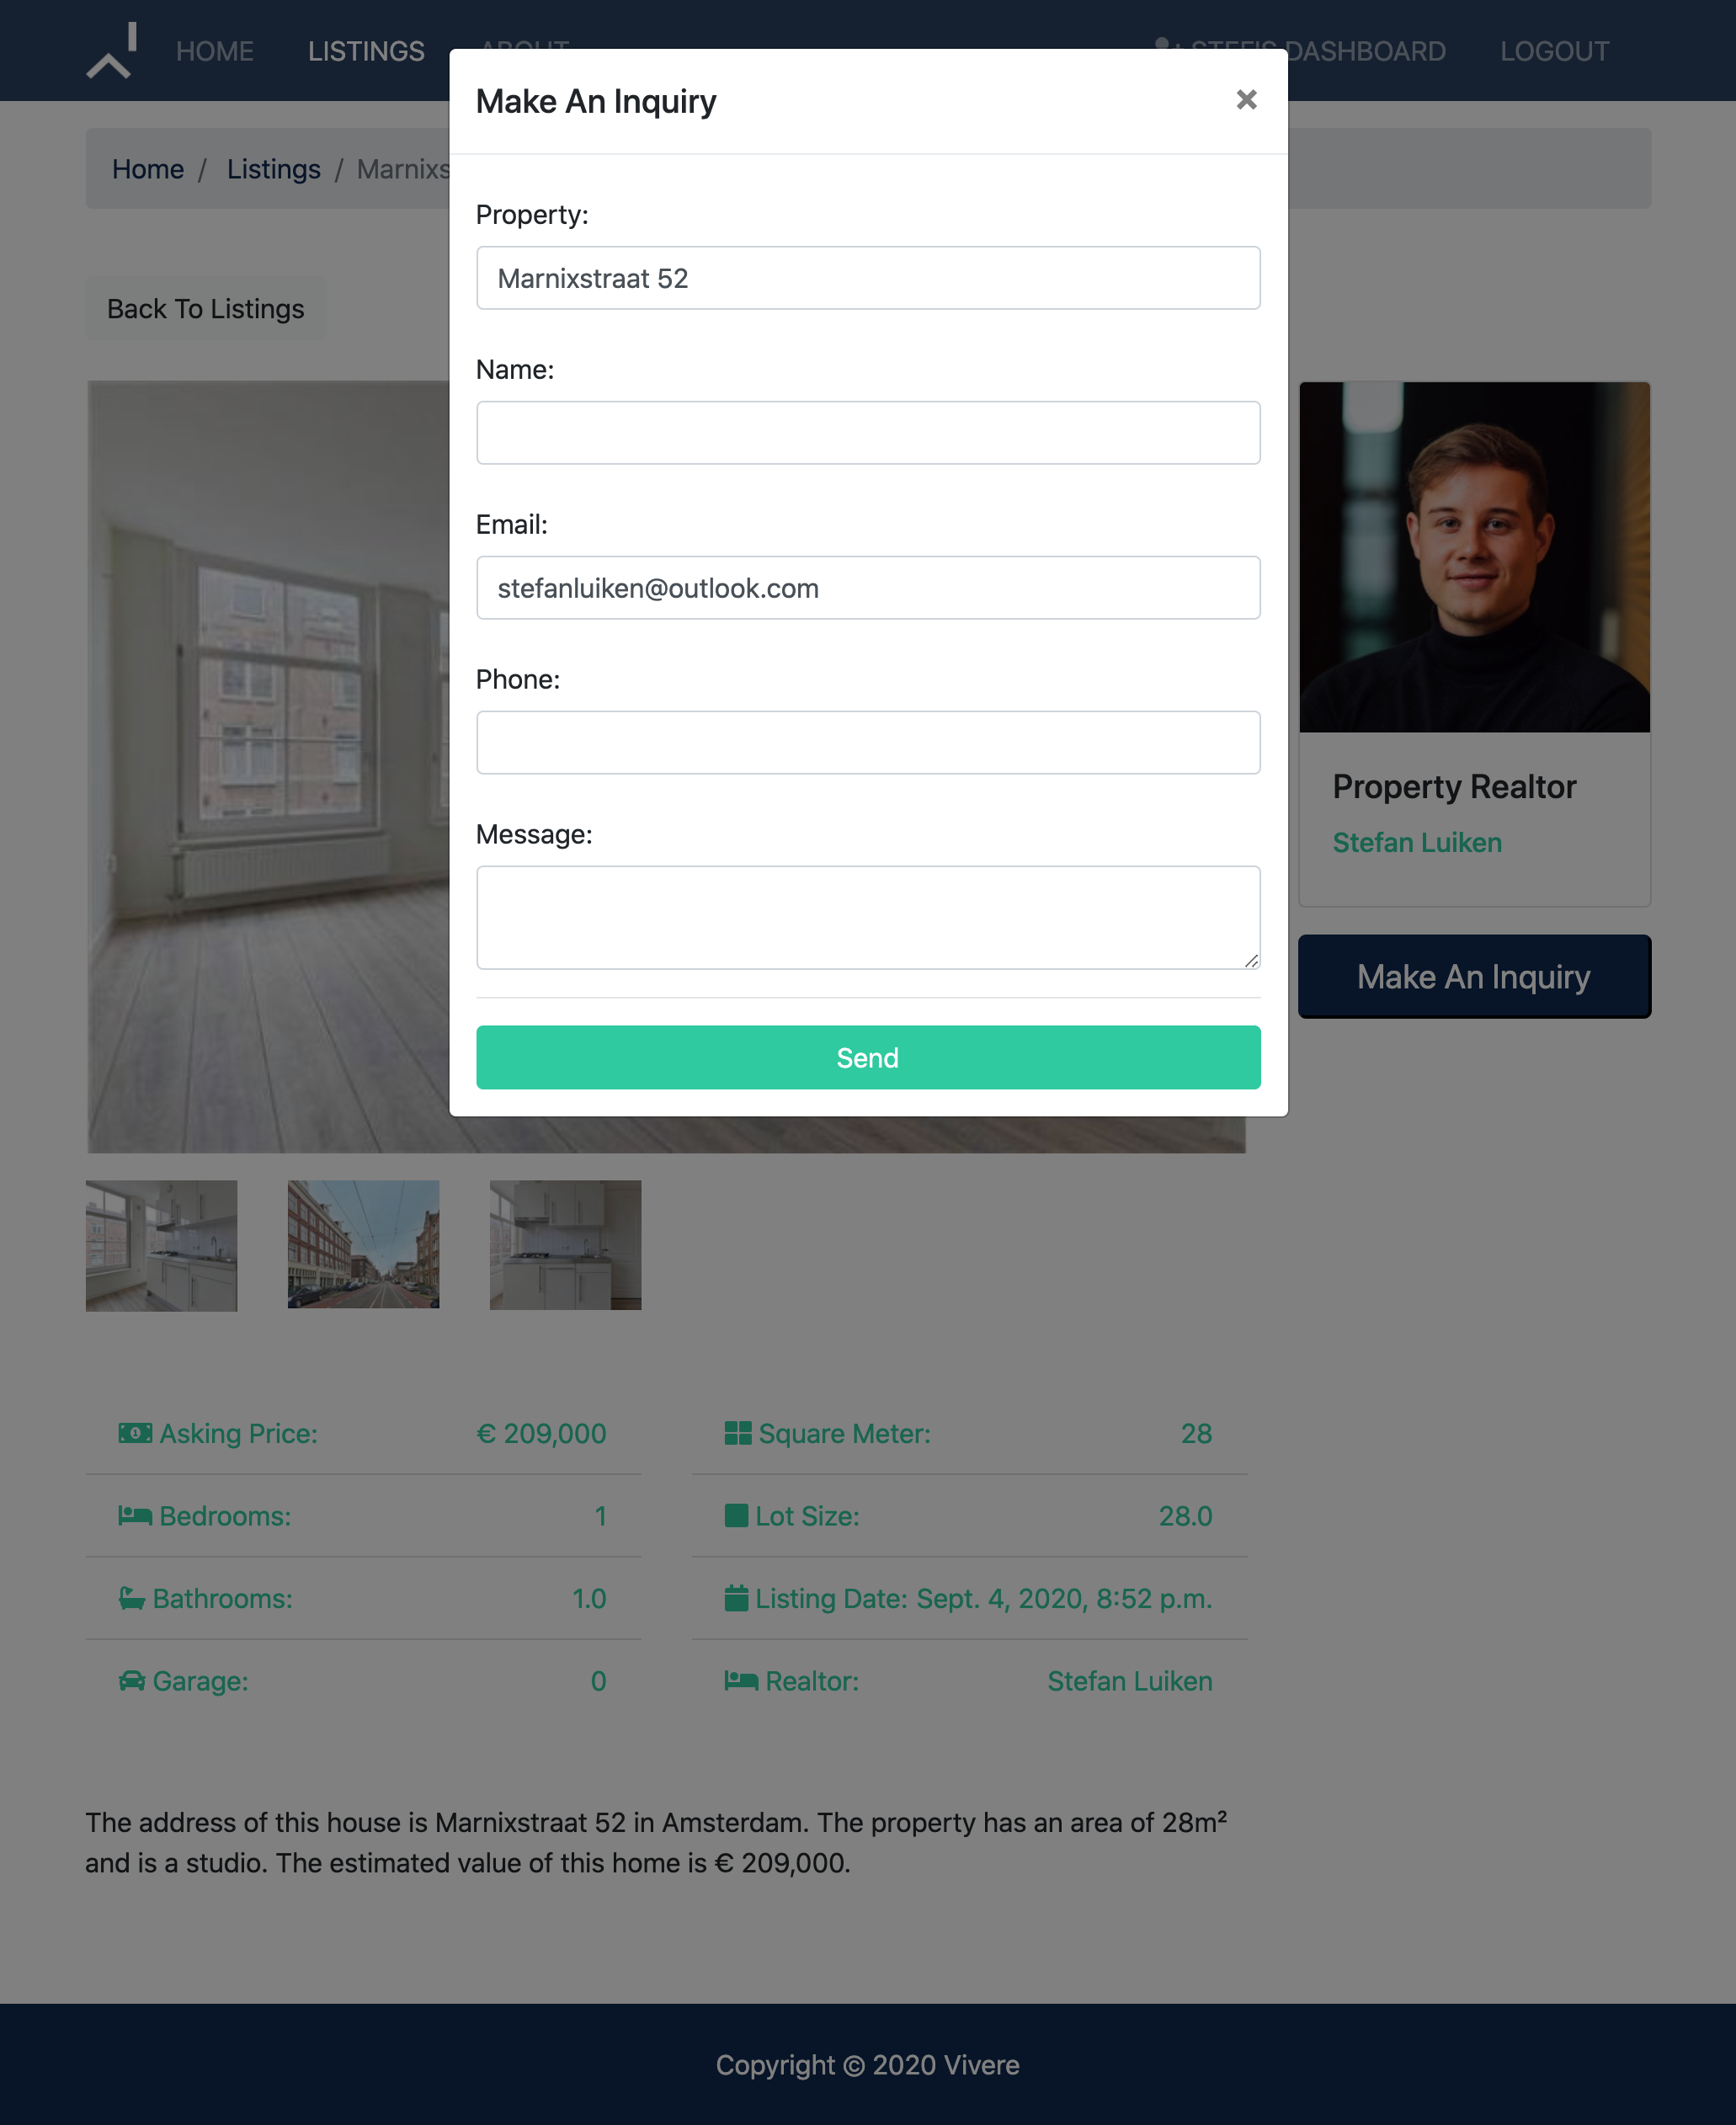 HOME LISTINGS ABOUT STEFIS DASHBOARD LOGOUT
Make An Inquiry ×
Home / Listings / Marnixs
Property:
Marnixstraat 52
Back To Listings
Name:
Email:
stefanluiken@outlook.com
Phone:
Message:
Send
Property Realtor
Stefan Luiken
Make An Inquiry
Asking Price: € 209,000
Square Meter: 28
Bedrooms: 1
Lot Size: 28.0
Bathrooms: 1.0
Listing Date: Sept. 4, 2020, 8:52 p.m.
Garage: 0
Realtor: Stefan Luiken
The address of this house is Marnixstraat 52 in Amsterdam. The property has an area of 28m²
and is a studio. The estimated value of this home is € 209,000.
Copyright © 2020 Vivere